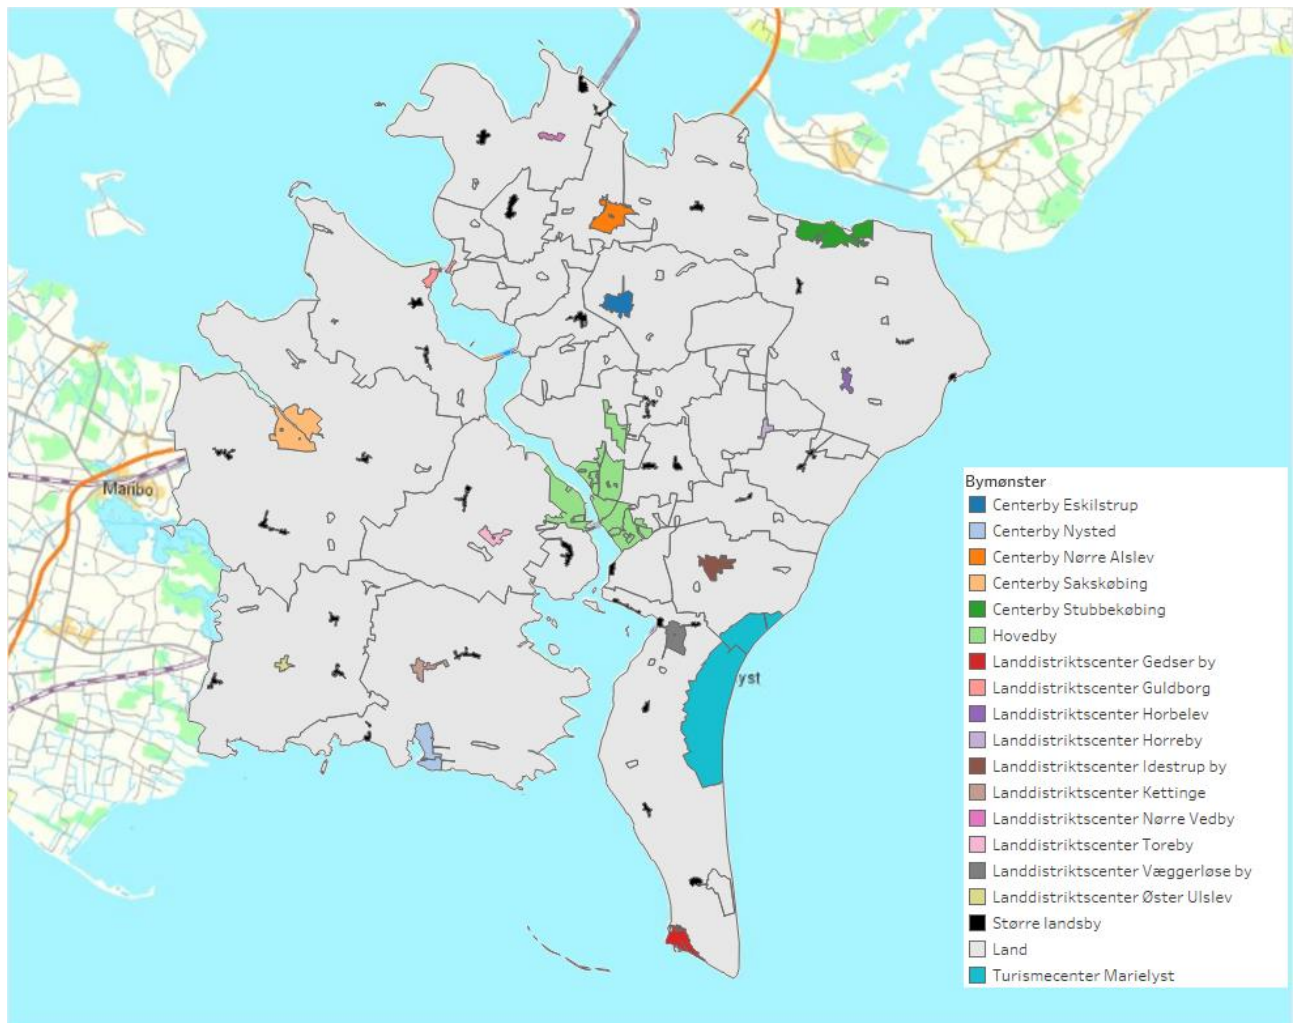 Maribo
yst
Bymønster
Centerby Eskilstrup
Centerby Nysted
Centerby Nørre Alslev
Centerby Sakskøbing
Centerby Stubbekøbing
Hovedby
Landdistriktscenter Gedser by
Landdistriktscenter Guldborg
Landdistriktscenter Horbelev
Landdistriktscenter Horreby
Landdistriktscenter Idestrup by
Landdistriktscenter Kettinge
Landdistriktscenter Nørre Vedby
Landdistriktscenter Toreby
Landdistriktscenter Væggerløse by
Landdistriktscenter Øster Ulslev
Større landsby
Land
Turismecenter Marielyst